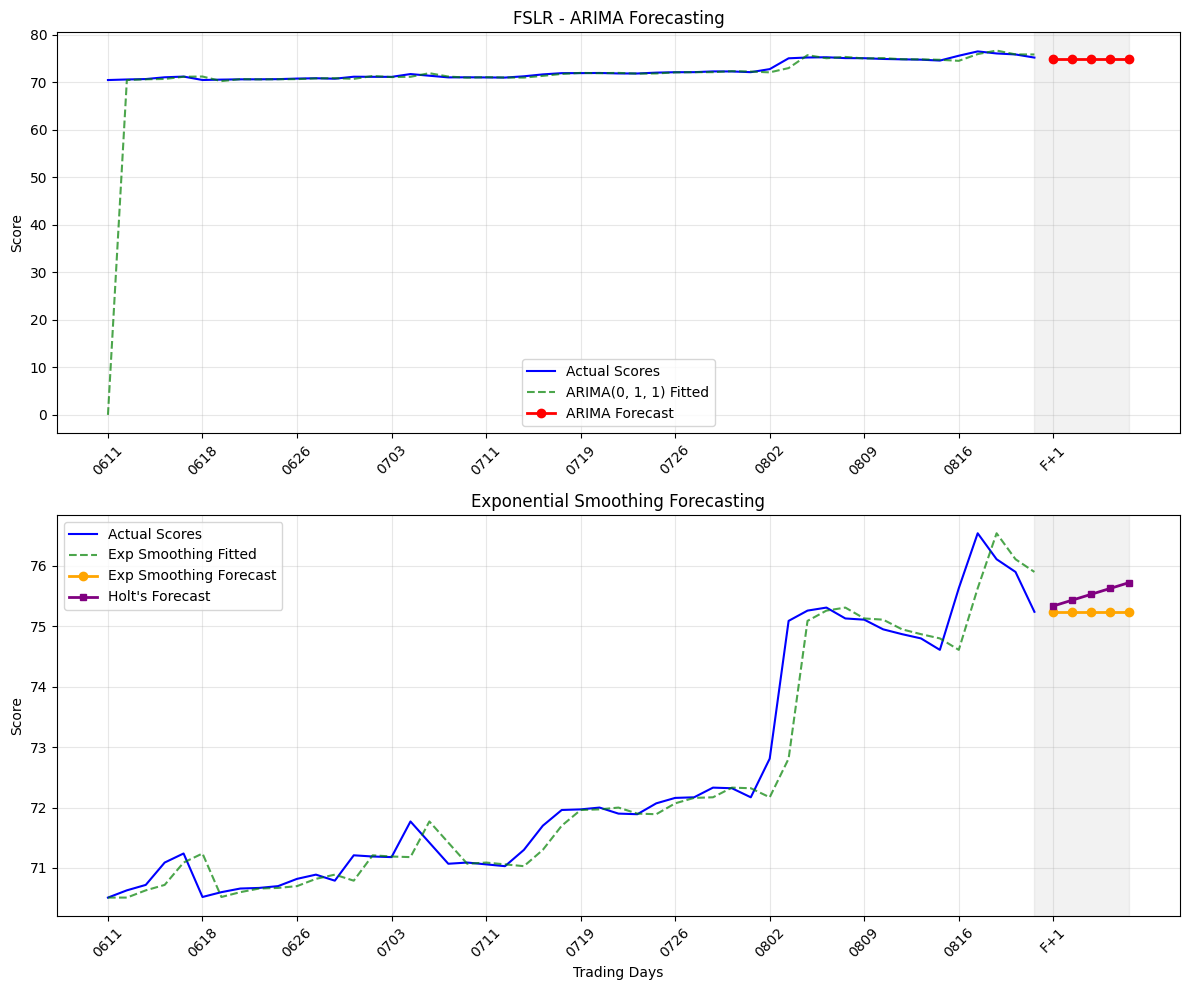 FSLR - ARIMA Forecasting
80
70
60
50
40
30
20
10
0
Score
Actual Scores
ARIMA(0, 1, 1) Fitted
ARIMA Forecast
0611
0618
0626
0703
0711
0719
0726
0802
0809
0816
F+1
Exponential Smoothing Forecasting
Actual Scores
Exp Smoothing Fitted
Exp Smoothing Forecast
Holt's Forecast
76
75
74
73
72
71
Score
0611
0618
0626
0703
0711
0719
0726
0802
0809
0816
F+1
Trading Days